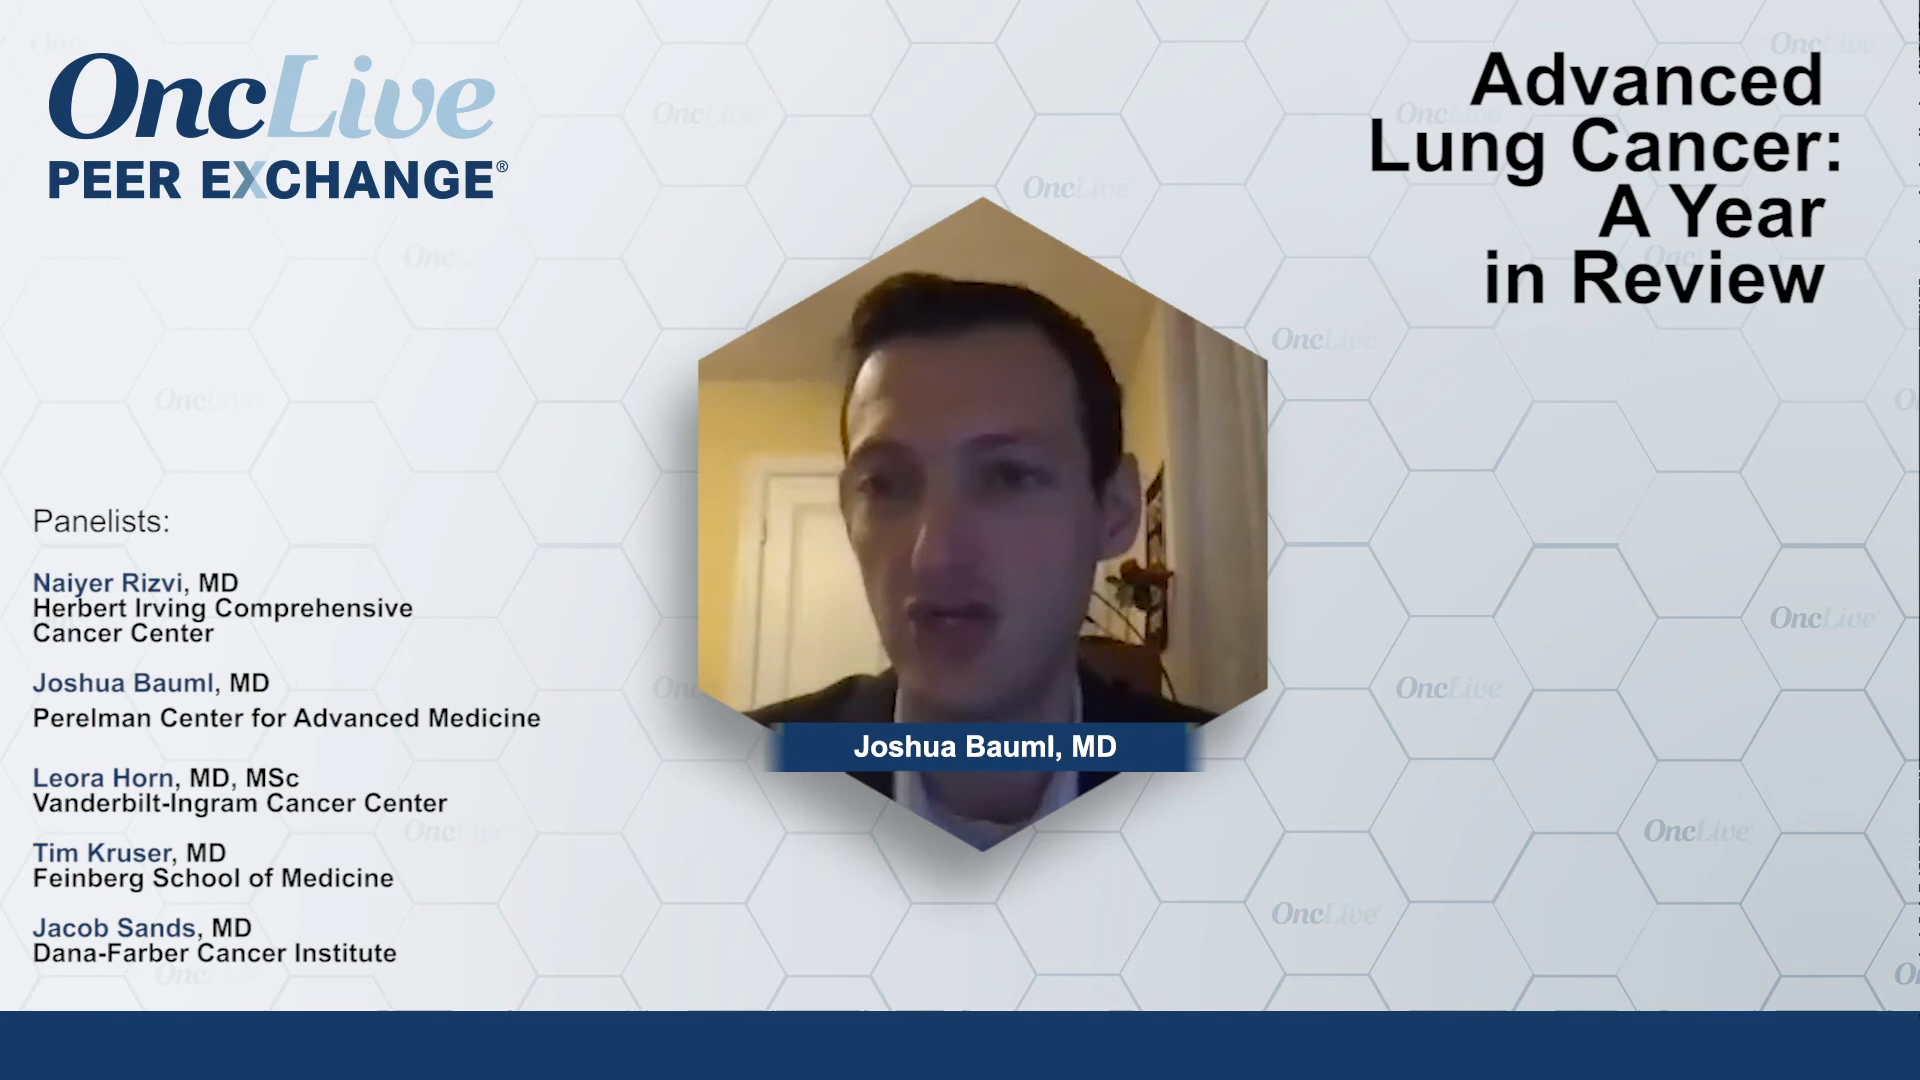 OncLive
PEER EXCHANGE®
Advanced
Lung Cancer:
A Year
in Review
Panelists:
Naiyer Rizvi, MD
Herbert Irving Comprehensive
Cancer Center
Joshua Bauml, MD
Perelman Center for Advanced Medicine
Leora Horn, MD, MSc
Vanderbilt-Ingram Cancer Center
Tim Kruser, MD
Feinberg School of Medicine
Jacob Sands, MD
Dana-Farber Cancer Institute
Joshua Bauml, MD